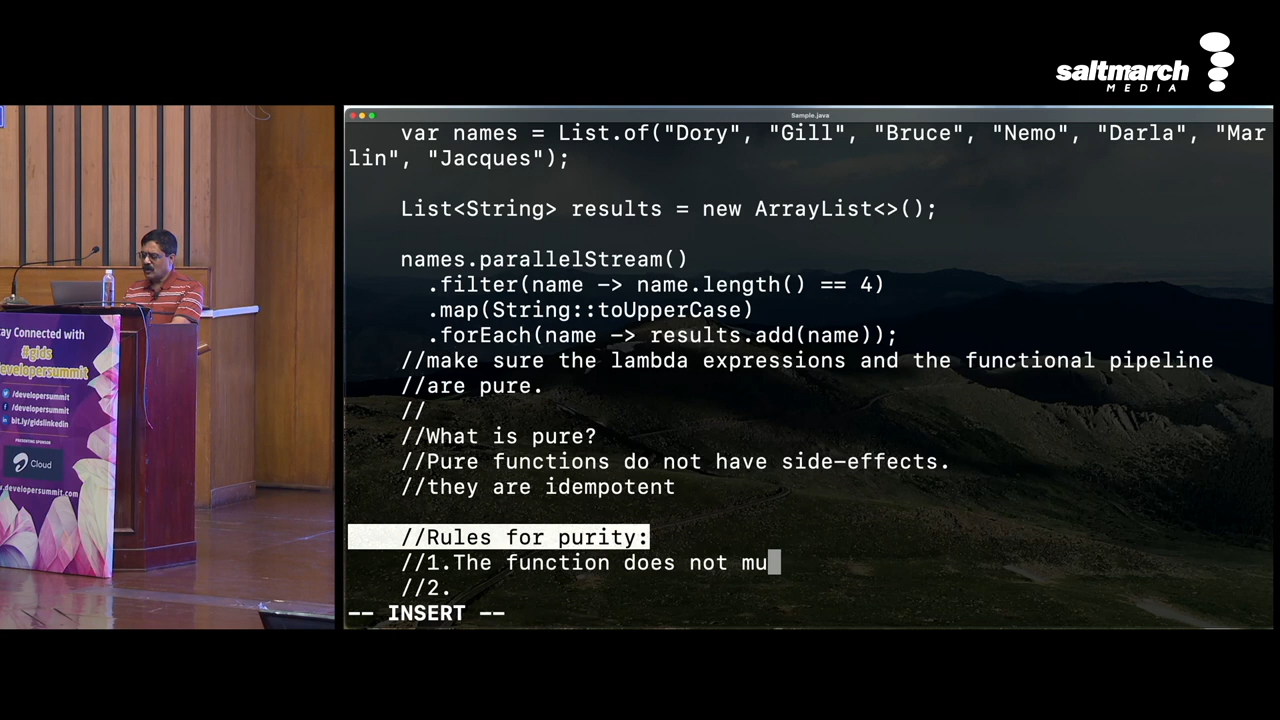 saltmarch
MEDIA
Sample.java
var names = List.of("Dory", "Gill", "Bruce", "Nemo", "Darla", "Mar
lin", "Jacques");
List<String> results = new ArrayList<>();
names.parallelStream()
.filter(name -> name.length() == 4)
.map(String::toUpperCase)
.forEach(name -> results.add(name));
//make sure the lambda expressions and the functional pipeline
//are pure.
//
//What is pure?
//Pure functions do not have side-effects.
//they are idempotent
//Rules for purity:
//1.The function does not mu
//2.
-- INSERT --
tay Connected with
#gids
developersummit
/developersummit
/developersummit
bit.ly/gidslinkedin
PRESENTING SPONSOR
Cloud
.developersummit.com